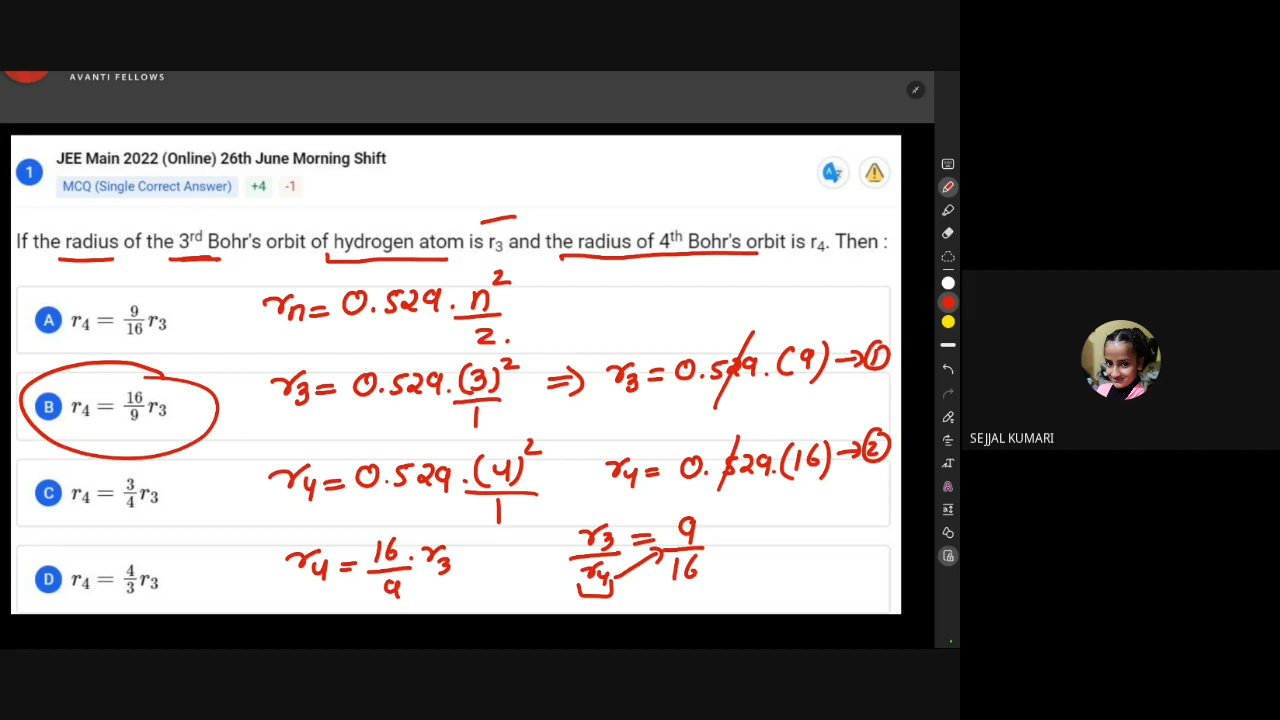 AVANTI FELLOWS
1
JEE Main 2022 (Online) 26th June Morning Shift
MCQ (Single Correct Answer) +4 -1
If the radius of the 3rd Bohr's orbit of hydrogen atom is r3 and the radius of 4th Bohr's orbit is r4. Then :
A r4 = 9/16 r3
rn = 0.529 . n²/2.
B r4 = 16/9 r3
r3 = 0.529 . (3)²/1 ⇒ r3 = 0.529 . (9) → ①
C r4 = 3/4 r3
r4 = 0.529 . (4)²/1 r4 = 0.529 . (16) → ②
D r4 = 4/3 r3
r4 = 16/9 . r3 r3/r4 = 9/16
SEJJAL KUMARI